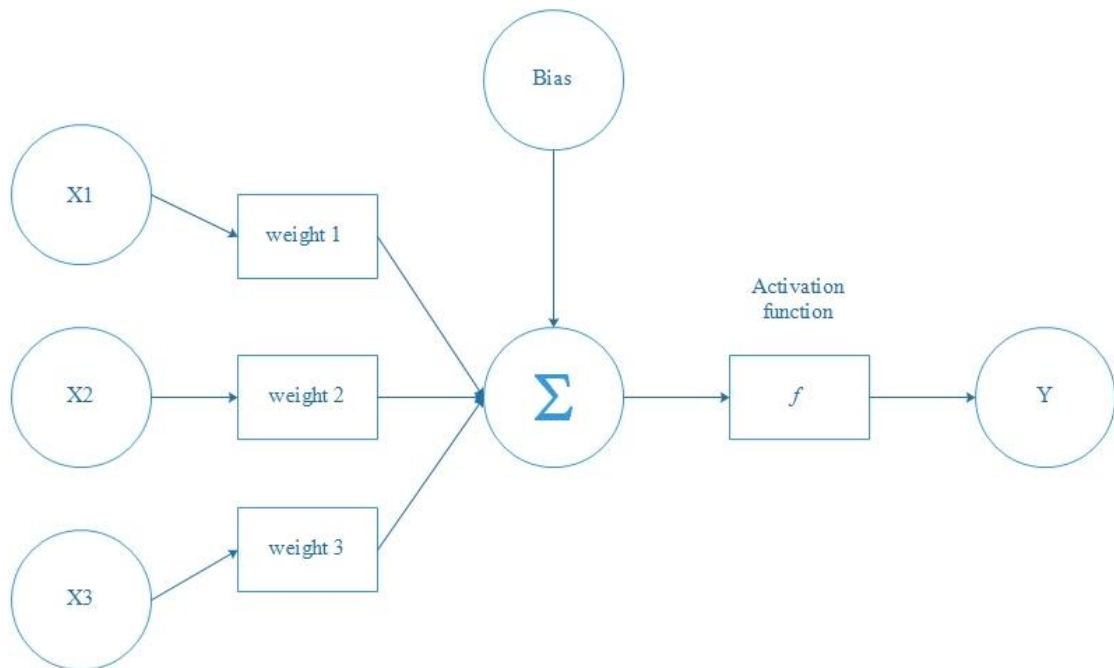 Bias
X1
weight 1
Activation
function
X2
weight 2
Σ
f
Y
weight 3
X3